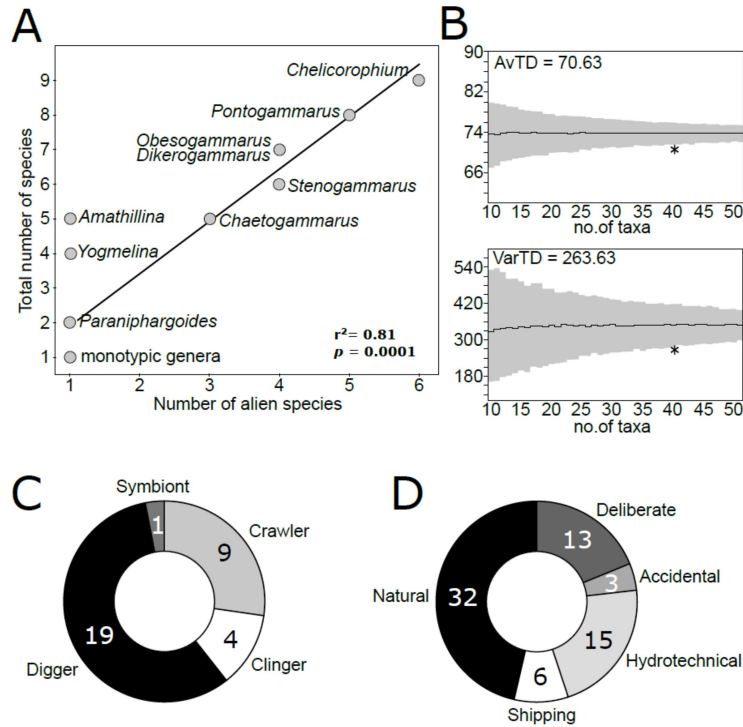 A
Total number of species
9
8
7
6
5
4
3
2
1
Chelicorophium
Pontogammarus
Obesogammarus
Dikerogammarus
Stenogammarus
Amathillina
Chaetogammarus
Yogmelina
Paraniphargoides
monotypic genera
r²= 0.81
p = 0.0001
1 2 3 4 5 6
Number of alien species
B
90
82
74
66
AvTD = 70.63
*
10 15 20 25 30 35 40 45 50
no.of taxa
VarTD = 263.63
540
420
300
180
*
10 15 20 25 30 35 40 45 50
no.of taxa
C
Symbiont
1
Crawler
9
4
Clinger
19
Digger
D
Deliberate
13
Accidental
3
Natural
32
15
Hydrotechnical
6
Shipping